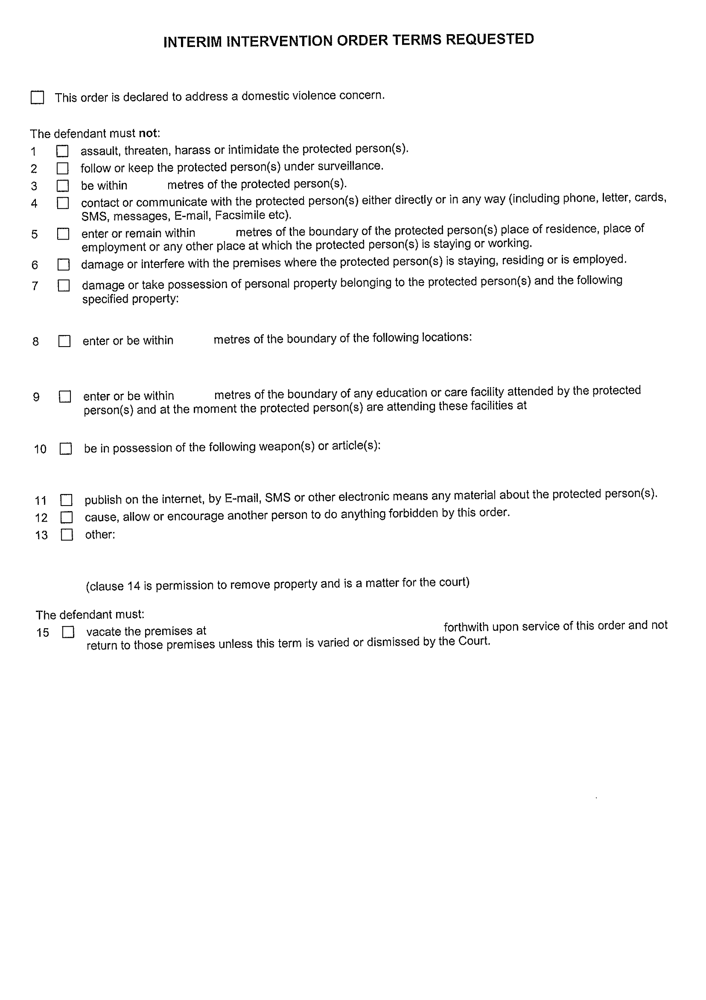 INTERIM INTERVENTION ORDER TERMS REQUESTED
This order is declared to address a domestic violence concern.
The defendant must not:
1 assault, threaten, harass or intimidate the protected person(s).
2 follow or keep the protected person(s) under surveillance.
3 be within metres of the protected person(s).
4 contact or communicate with the protected person(s) either directly or in any way (including phone, letter, cards,
SMS, messages, E-mail, Facsimile etc).
5 enter or remain within metres of the boundary of the protected person(s) place of residence, place of
employment or any other place at which the protected person(s) is staying or working.
6 damage or interfere with the premises where the protected person(s) is staying, residing or is employed.
7 damage or take possession of personal property belonging to the protected person(s) and the following
specified property:
8 enter or be within metres of the boundary of the following locations:
9 enter or be within metres of the boundary of any education or care facility attended by the protected
person(s) and at the moment the protected person(s) are attending these facilities at
10 be in possession of the following weapon(s) or article(s):
11 publish on the internet, by E-mail, SMS or other electronic means any material about the protected person(s).
12 cause, allow or encourage another person to do anything forbidden by this order.
13 other:
(clause 14 is permission to remove property and is a matter for the court)
The defendant must:
15 vacate the premises at forthwith upon service of this order and not
return to those premises unless this term is varied or dismissed by the Court.